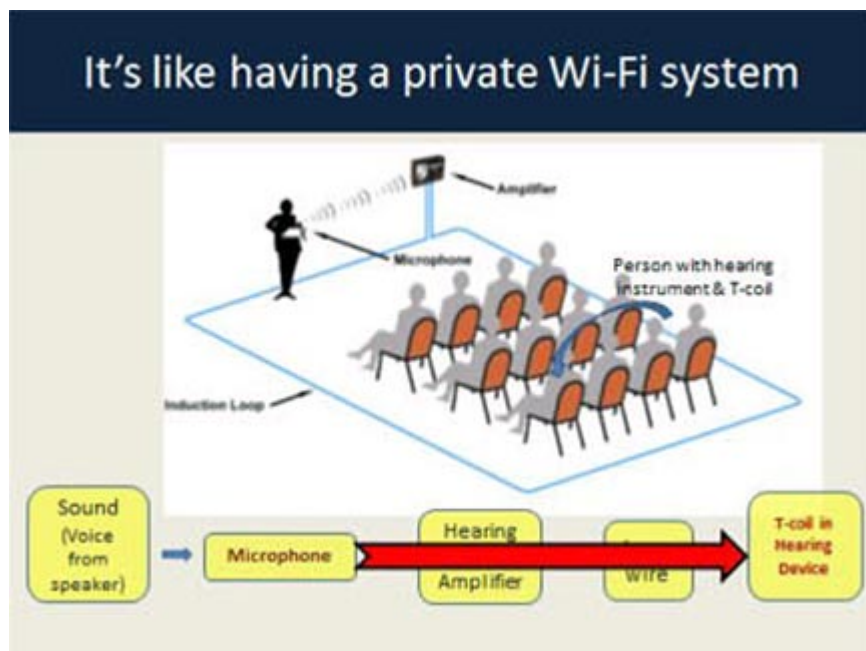 It's like having a private Wi-Fi system
Amplifier
Microphone
Person with hearing
instrument & T-coil
Induction Loop
Sound
(Voice
from
speaker)
Microphone
Hearing
Amplifier
wire
T-coil in
Hearing
Device